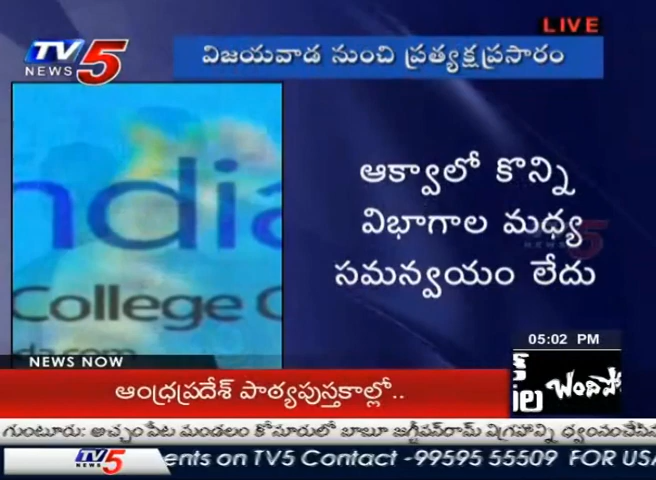 LIVE
TV5
NEWS
విజయవాడ నుంచి ప్రత్యక్షప్రసారం
ndia
College C
ఆక్వాలో కొన్ని
విభాగాల మధ్య
సమన్వయం లేదు
NEWS NOW
05:02 PM
ఆంధ్రప్రదేశ్ పాఠ్యపుస్తకాల్లో..
గుంటూరు: అచ్చంపేట మండలం కోనూరులో బాబూ జగ్జీవన్‌రామ్ విగ్రహాన్ని ధ్వంసంచేసిన
TV5
NEWS
ents on TV5 Contact -99595 55509 FOR USA